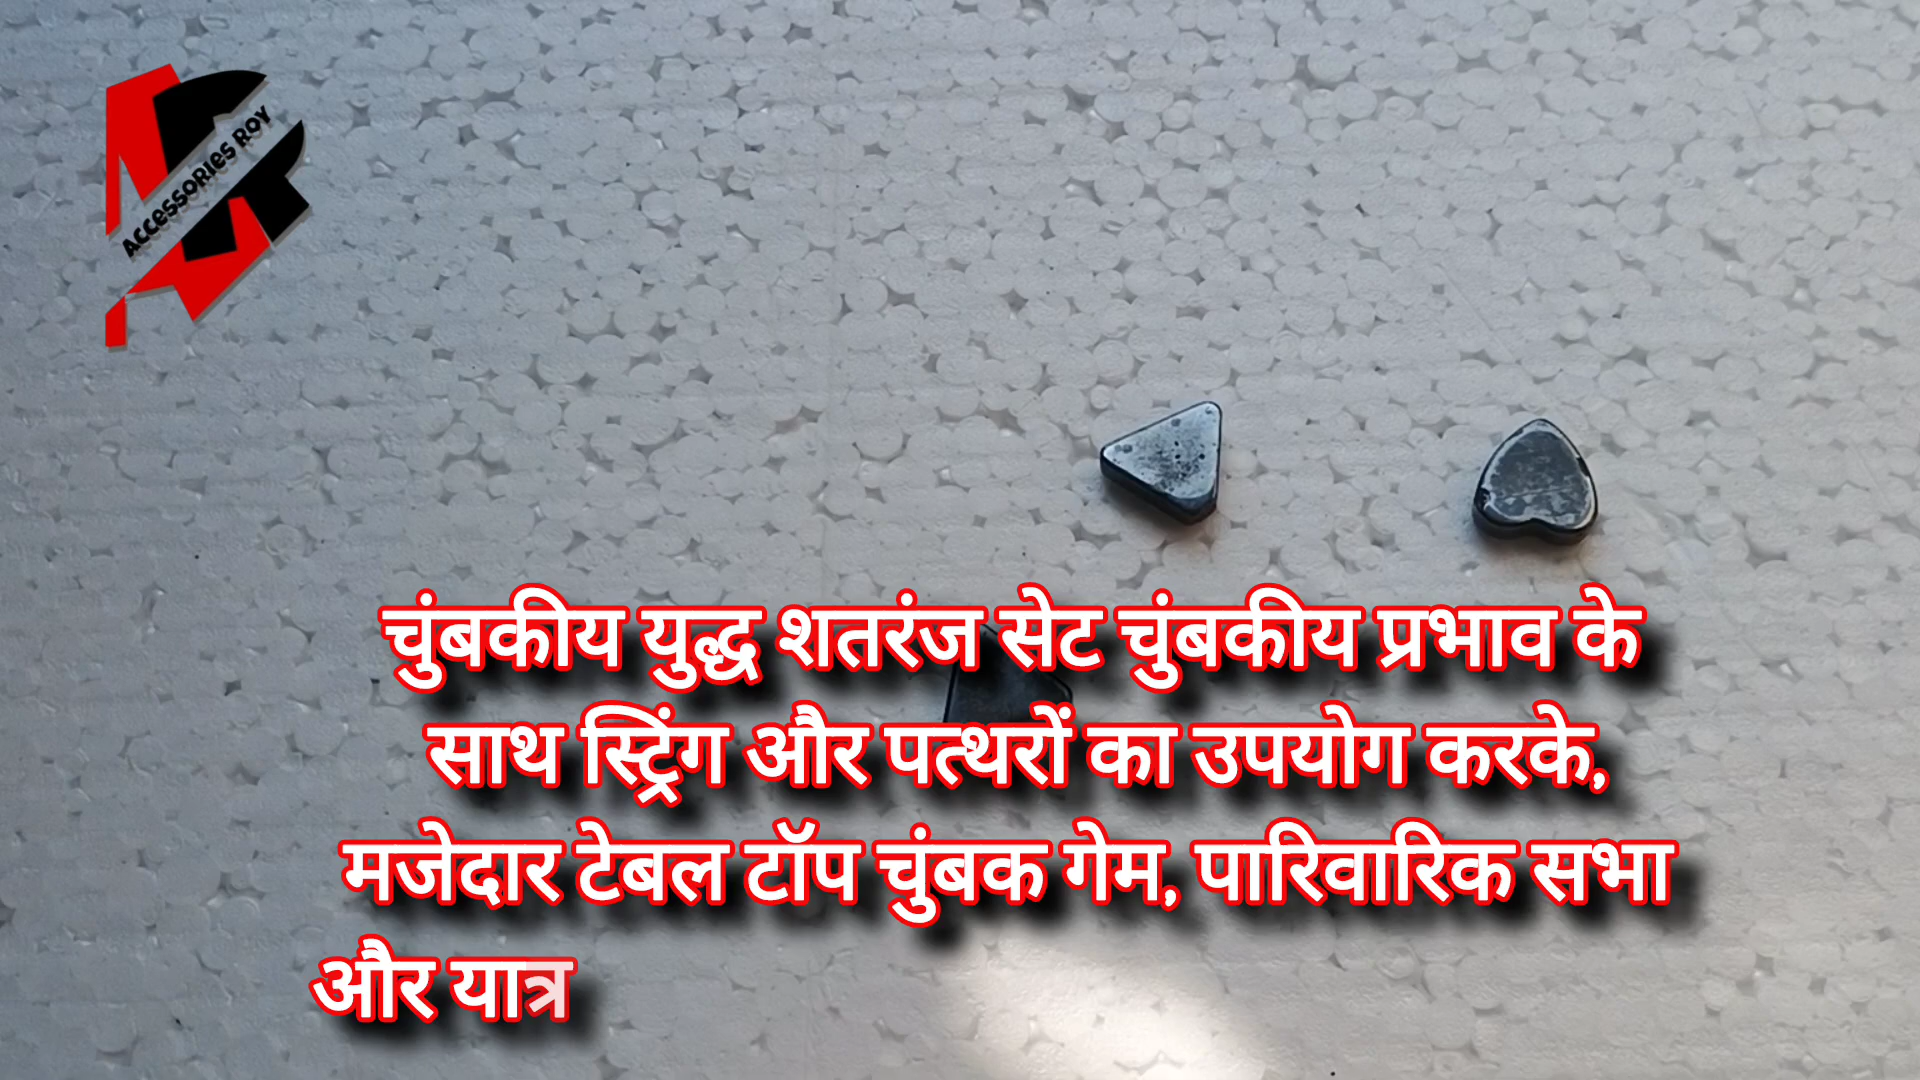 Accessories Roy
चुंबकीय युद्ध शतरंज सेट चुंबकीय प्रभाव के
साथ स्ट्रिंग और पत्थरों का उपयोग करके,
मजेदार टेबल टॉप चुंबक गेम, पारिवारिक सभा
और यात्र